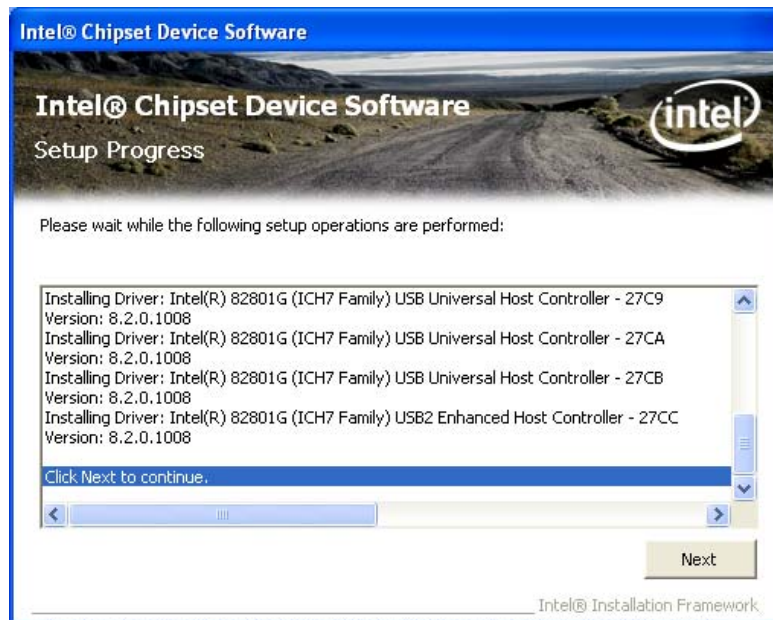 Intel® Chipset Device Software
Intel® Chipset Device Software
intel
Setup Progress
Please wait while the following setup operations are performed:
Installing Driver: Intel(R) 82801G (ICH7 Family) USB Universal Host Controller - 27C9
Version: 8.2.0.1008
Installing Driver: Intel(R) 82801G (ICH7 Family) USB Universal Host Controller - 27CA
Version: 8.2.0.1008
Installing Driver: Intel(R) 82801G (ICH7 Family) USB Universal Host Controller - 27CB
Version: 8.2.0.1008
Installing Driver: Intel(R) 82801G (ICH7 Family) USB2 Enhanced Host Controller - 27CC
Version: 8.2.0.1008
Click Next to continue.
Next
Intel® Installation Framework